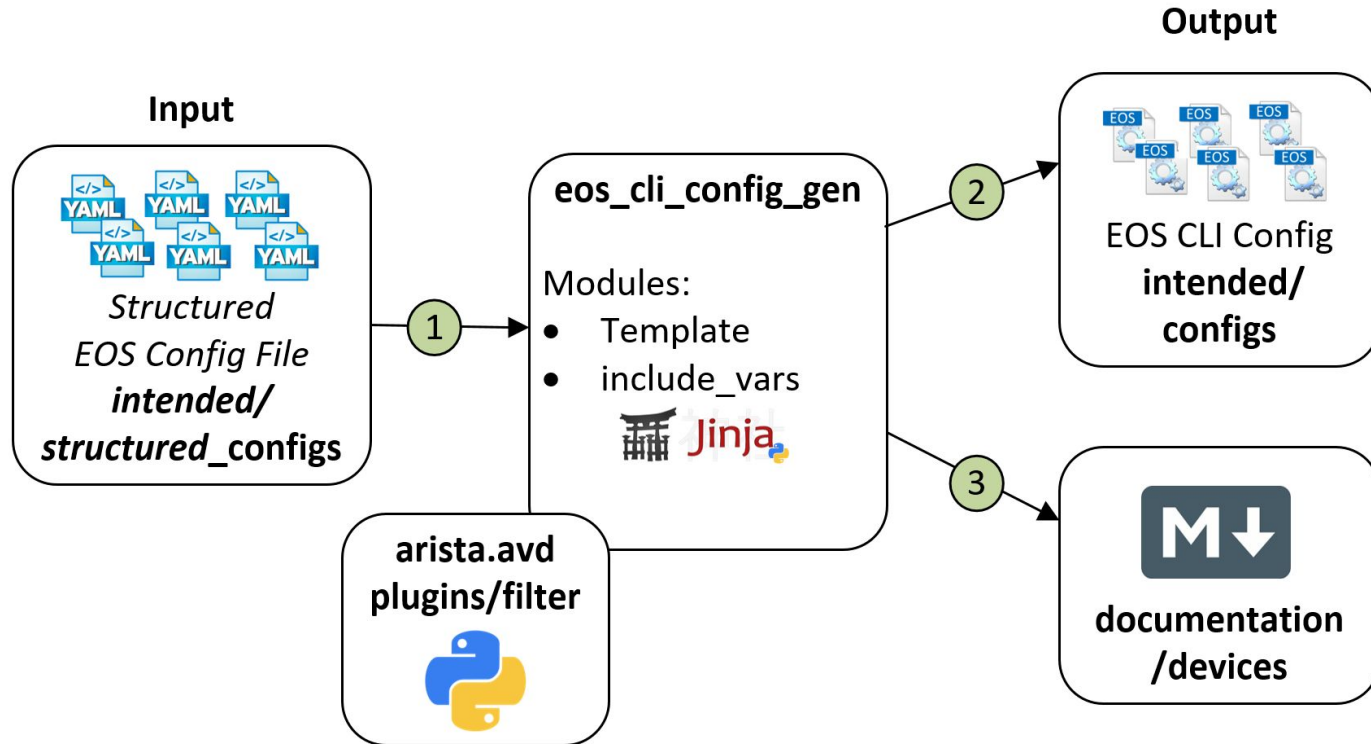 Input
</>
YAML
</>
YAML
</>
YAML
</>
YAML
</>
YAML
</>
YAML
Structured
EOS Config File
intended/
structured_configs
1
eos_cli_config_gen
Modules:
• Template
• include_vars
Jinja
arista.avd
plugins/filter
2
3
Output
EOS
EOS
EOS
EOS
EOS
EOS
EOS CLI Config
intended/
configs
M
documentation
/devices